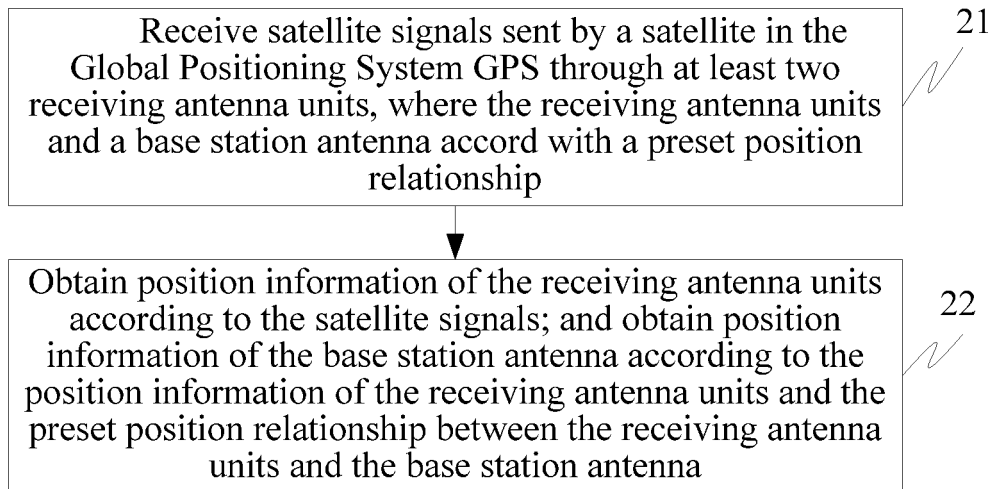 Receive satellite signals sent by a satellite in the
Global Positioning System GPS through at least two
receiving antenna units, where the receiving antenna units
and a base station antenna accord with a preset position
relationship
21
Obtain position information of the receiving antenna units
according to the satellite signals; and obtain position
information of the base station antenna according to the
position information of the receiving antenna units and the
preset position relationship between the receiving antenna
units and the base station antenna
22